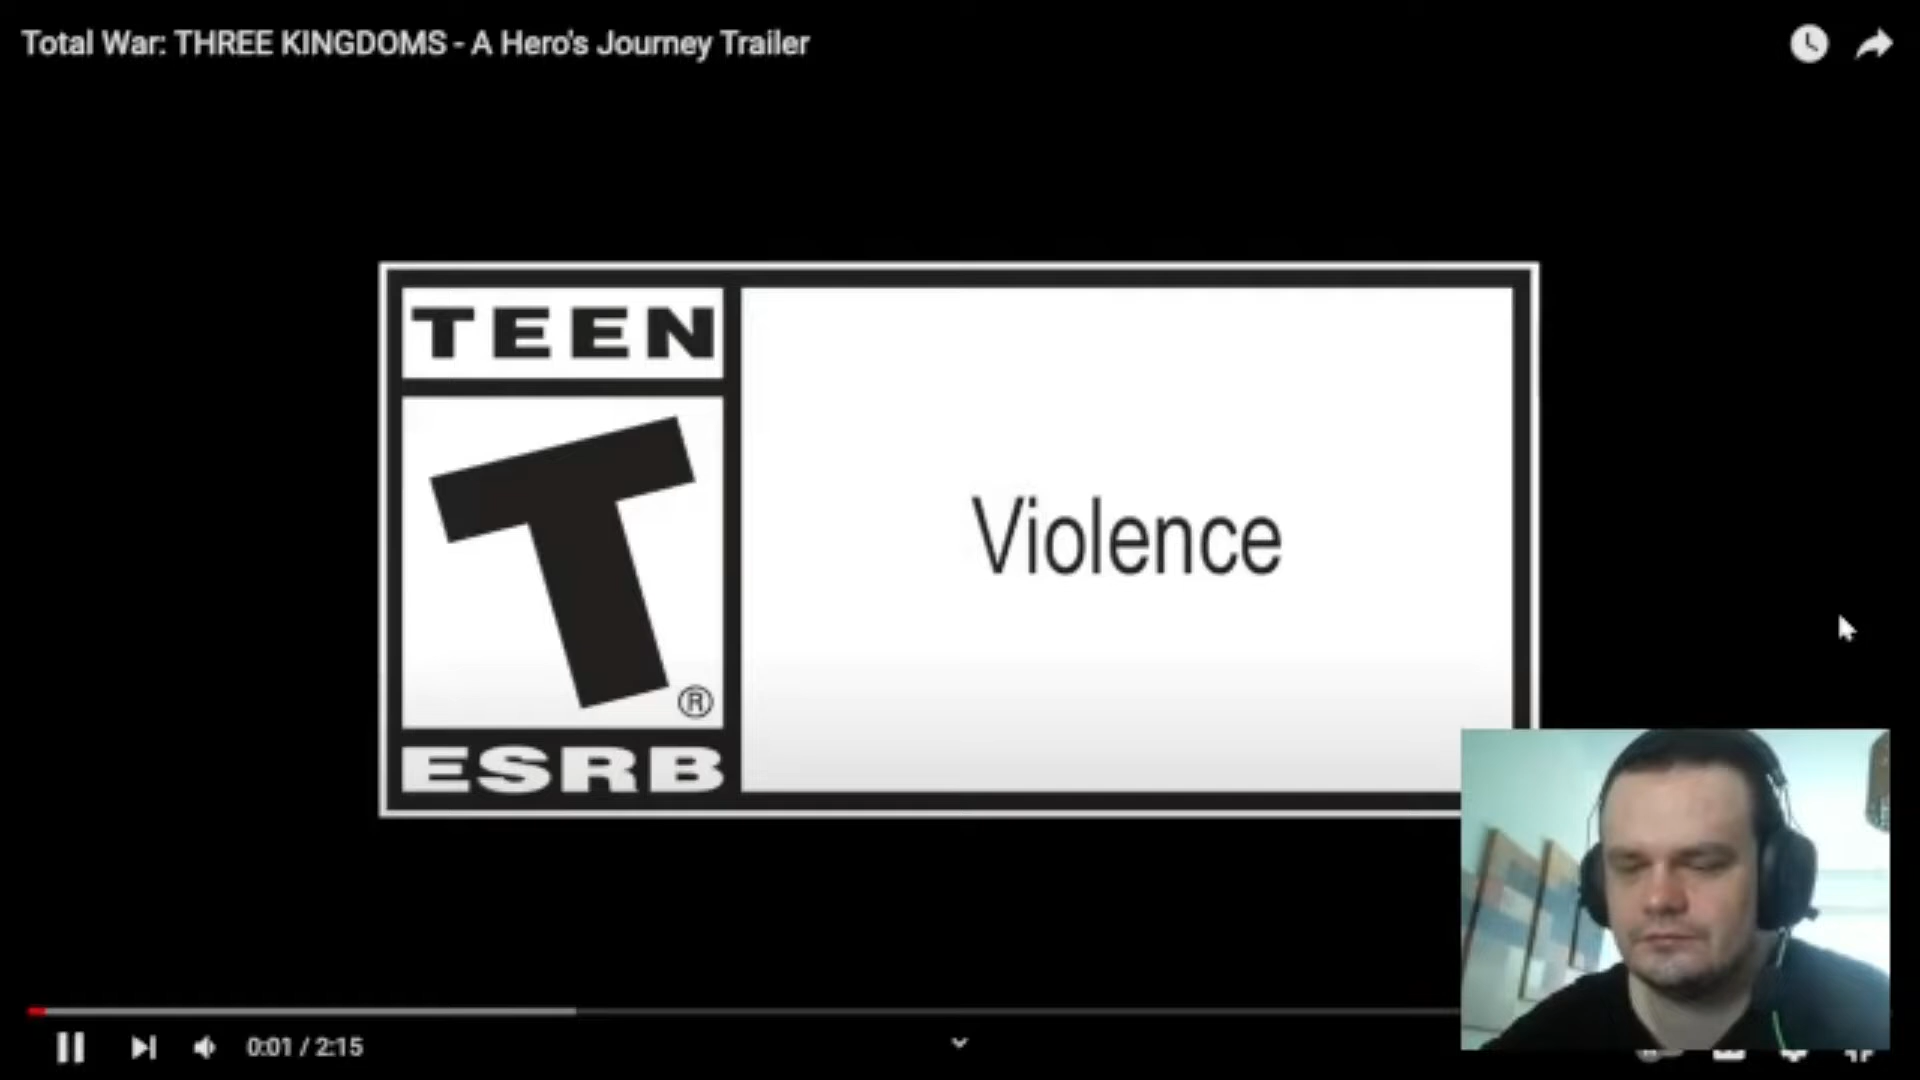 Total War: THREE KINGDOMS - A Hero's Journey Trailer
TEEN
T
®
ESRB
Violence
0:01 / 2:15